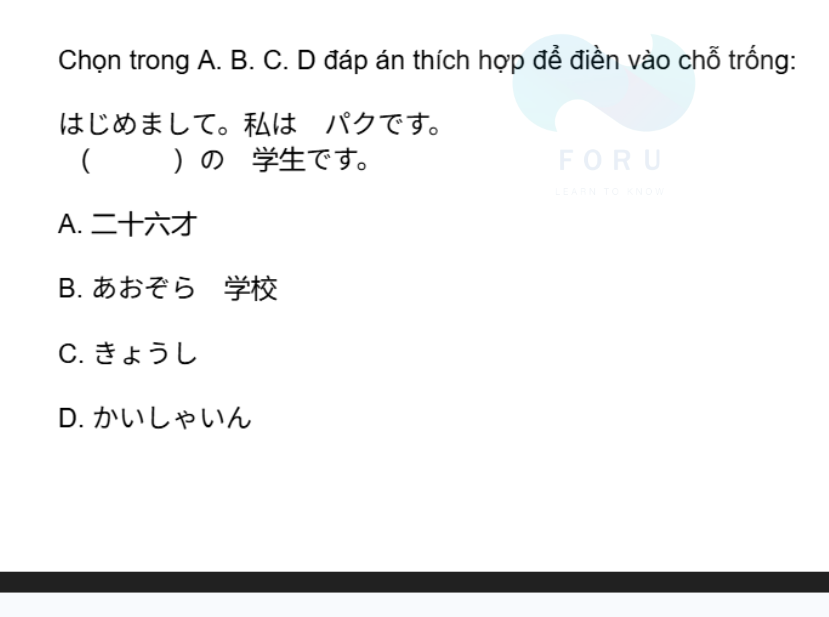 Chọn trong A. B. C. D đáp án thích hợp để điền vào chỗ trống:
はじめまして。私は　パクです。
(　　　) の　学生です。
FORU
LEARN TO KNOW
A. 二十六才
B. あおぞら　学校
C. きょうし
D. かいしゃいん